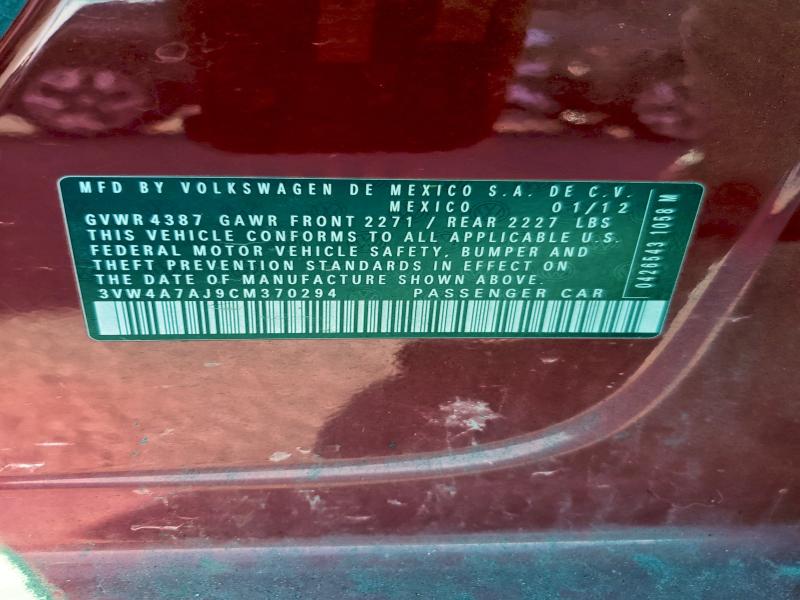 MFD BY VOLKSWAGEN DE MEXICO S.A. DE C.V.
MEXICO 01/12
GVWR 4387 GAWR FRONT 2271 / REAR 2227 LBS
THIS VEHICLE CONFORMS TO ALL APPLICABLE U.S.
FEDERAL MOTOR VEHICLE SAFETY, BUMPER AND
THEFT PREVENTION STANDARDS IN EFFECT ON
THE DATE OF MANUFACTURE SHOWN ABOVE.
3VW4A7AJ9CM370294 PASSENGER CAR
0426543 1058 M